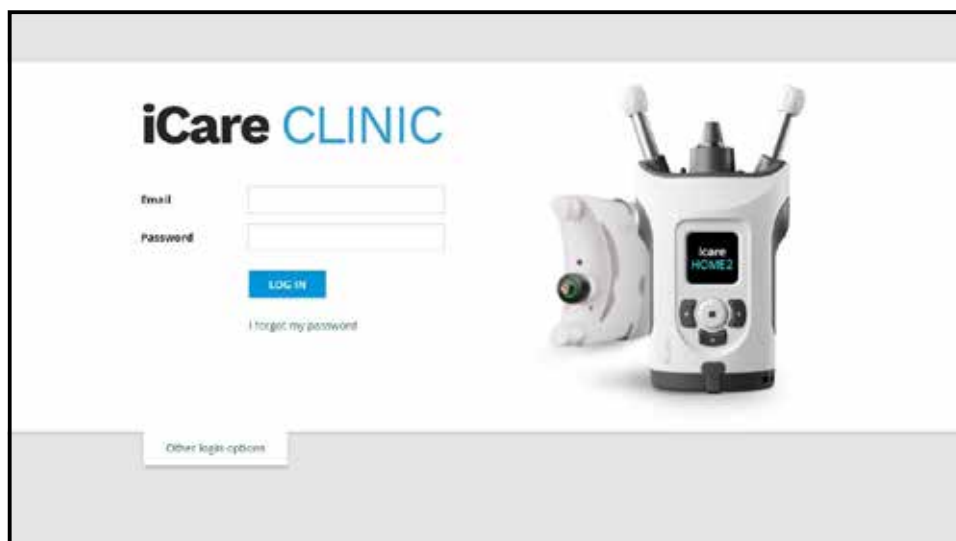 iCare CLINIC
Email
Password
LOG IN
I forgot my password
Other login options
icare
HOME2